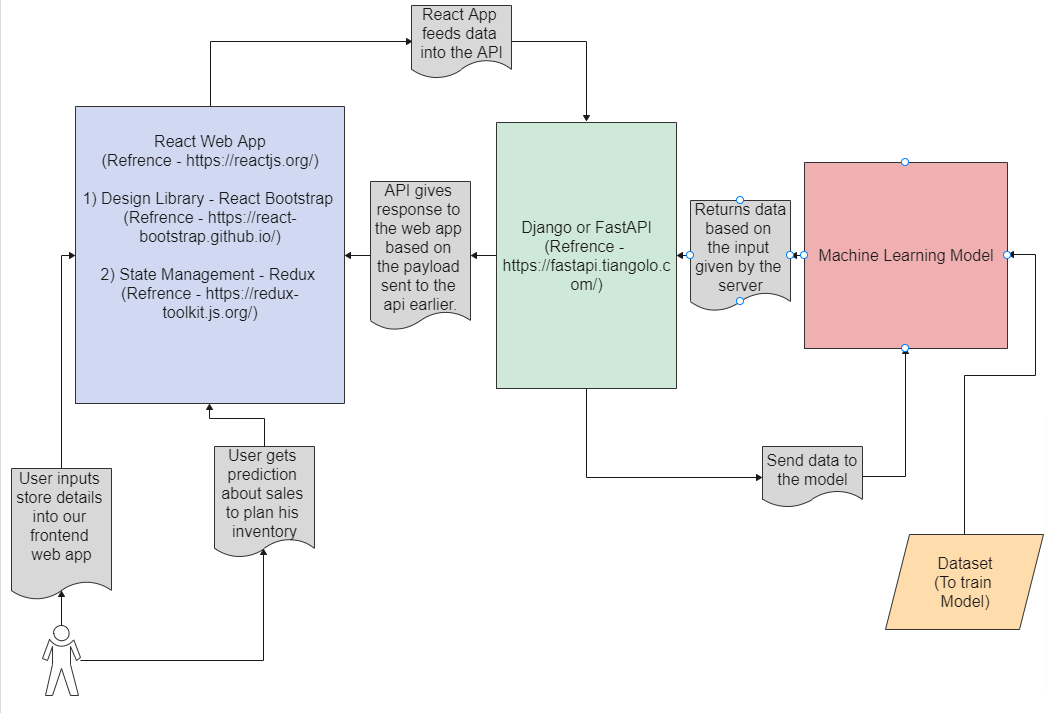 React App
feeds data
into the API
React Web App
(Refrence - https://reactjs.org/)
1) Design Library - React Bootstrap
(Refrence - https://react-
bootstrap.github.io/)
2) State Management - Redux
(Refrence - https://redux-
toolkit.js.org/)
API gives
response to
the web app
based on
the payload
sent to the
api earlier.
Django or FastAPI
(Refrence -
https://fastapi.tiangolo.c
om/)
Returns data
based on
the input
given by the
server
Machine Learning Model
User inputs
store details
into our
frontend
web app
User gets
prediction
about sales
to plan his
inventory
Send data to
the model
Dataset
(To train
Model)